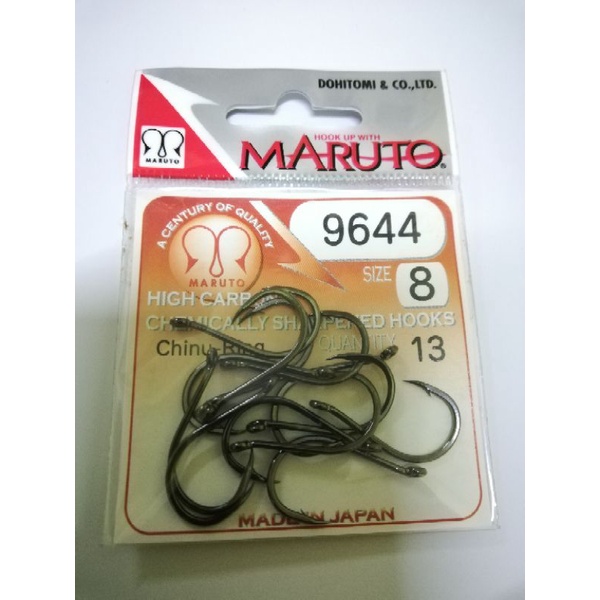 DOHITOMI & CO.,LTD.
MARUTO
HOOK UP WITH
MARUTO®
A CENTURY OF QUALITY
MARUTO
9644
SIZE 8
HIGH CARB
CHEMICALLY SHARPENED HOOKS
Chinu-Ring
QUANTITY 13
MADE IN JAPAN